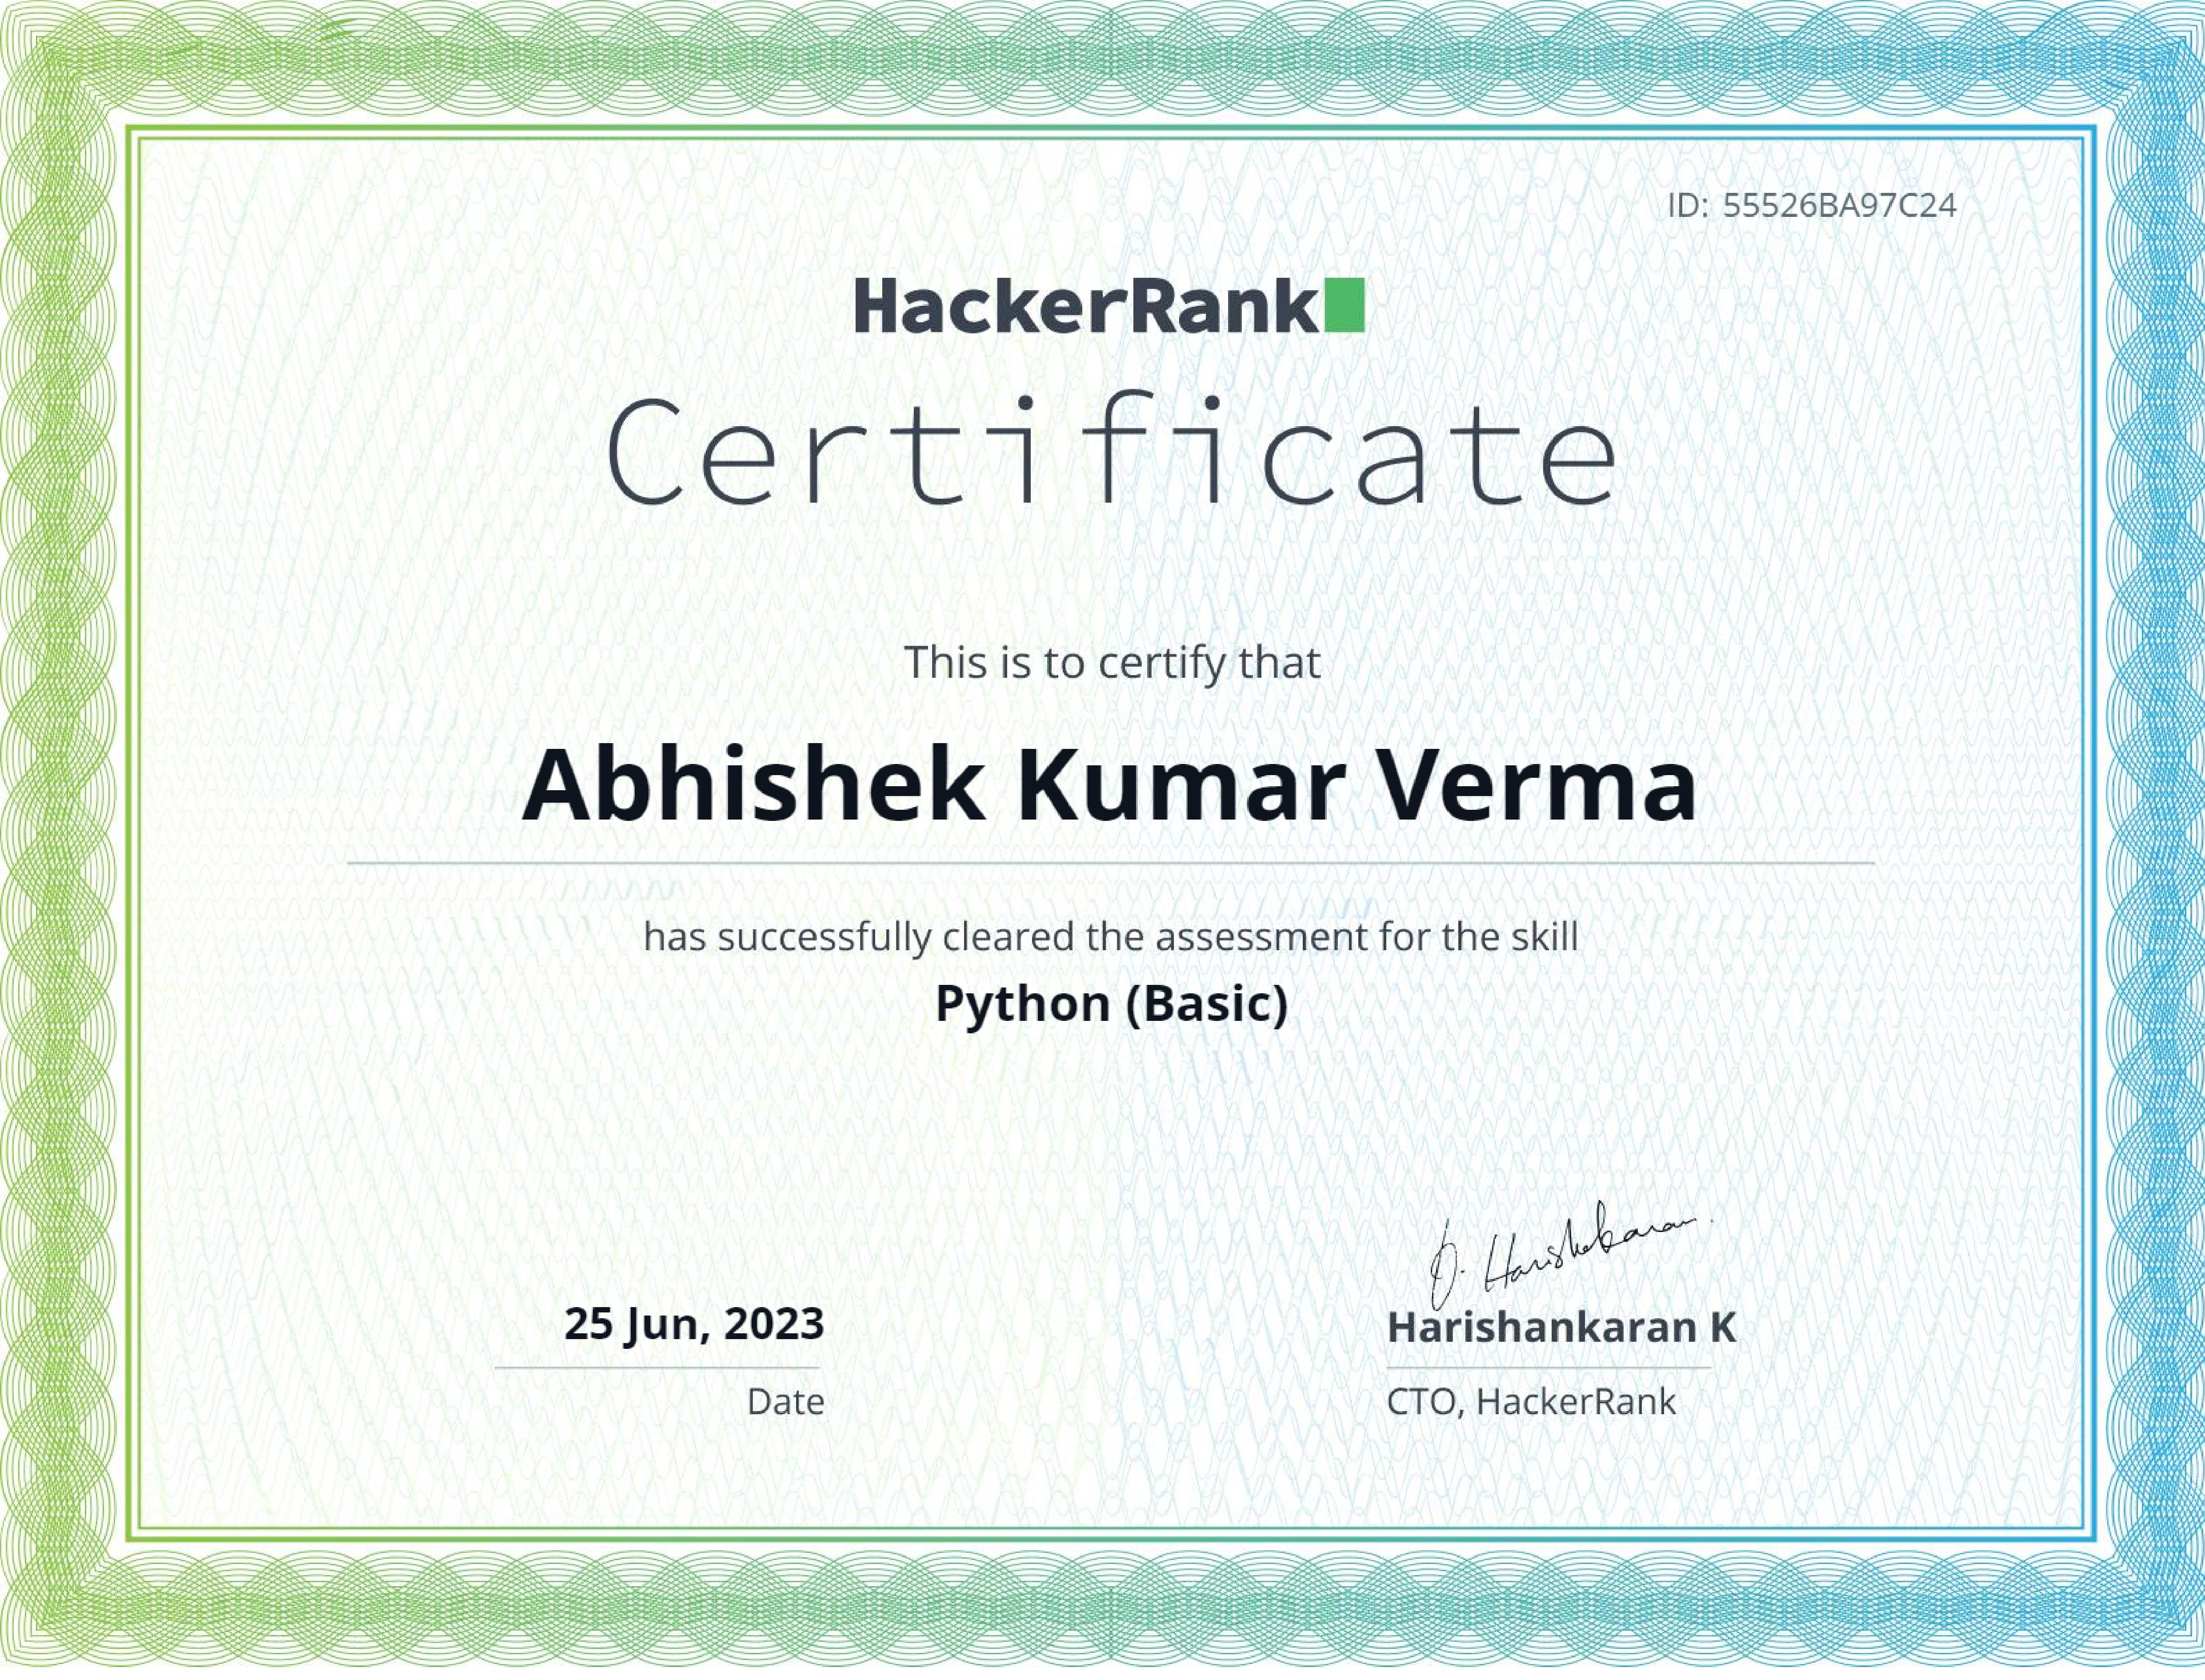 ID: 55526BA97C24
HackerRank
Certificate
This is to certify that
Abhishek Kumar Verma
has successfully cleared the assessment for the skill
Python (Basic)
25 Jun, 2023
Date
Harishankaran K
CTO, HackerRank